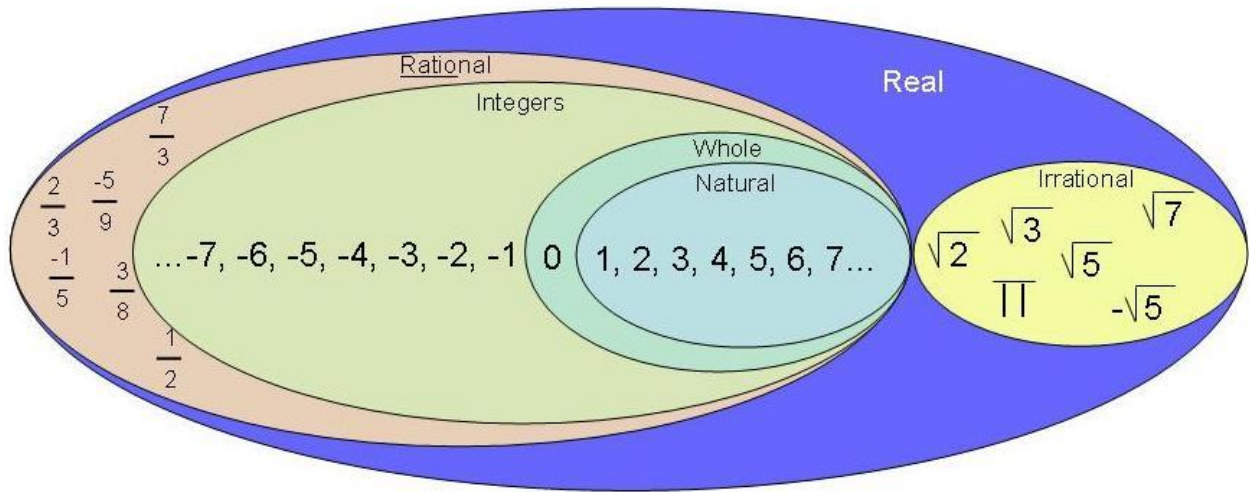 Real
Rational
Integers
Whole
Natural
Irrational
7/3
2/3
-5/9
-1/5
3/8
1/2
...-7, -6, -5, -4, -3, -2, -1
0
1, 2, 3, 4, 5, 6, 7...
√2
√3
√7
√5
∏
-√5